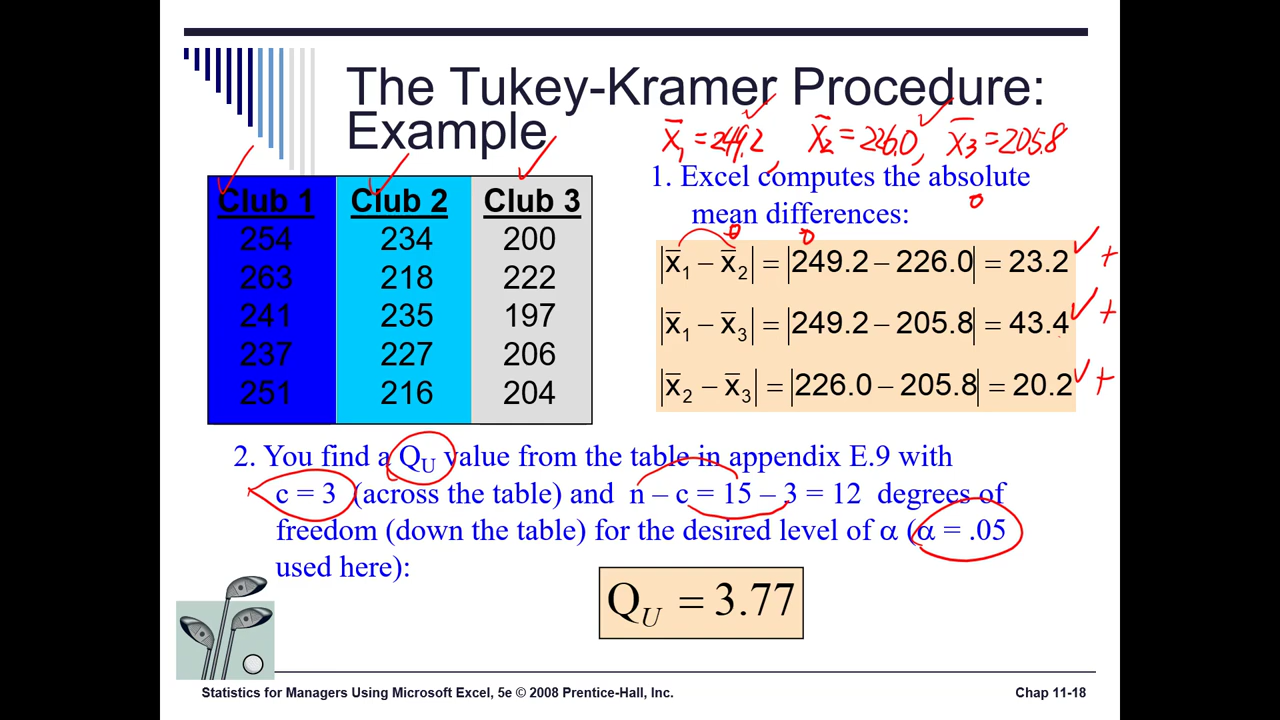 The Tukey-Kramer Procedure:
Example
x̄₁ = 249.2, x̄₂ = 226.0, x̄₃ = 205.8
Club 1 Club 2 Club 3
254 234 200
263 218 222
241 235 197
237 227 206
251 216 204
1. Excel computes the absolute
mean differences:
|x̄₁ − x̄₂| = |249.2 − 226.0| = 23.2 +
|x̄₁ − x̄₃| = |249.2 − 205.8| = 43.4 +
|x̄₂ − x̄₃| = |226.0 − 205.8| = 20.2 +
2. You find a Q_U value from the table in appendix E.9 with
c = 3 (across the table) and n – c = 15 – 3 = 12 degrees of
freedom (down the table) for the desired level of α (α = .05
used here):
Q_U = 3.77
Statistics for Managers Using Microsoft Excel, 5e © 2008 Prentice-Hall, Inc.
Chap 11-18